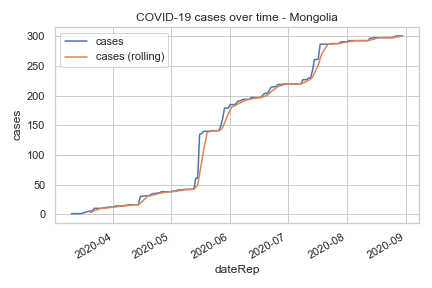 COVID-19 cases over time - Mongolia
cases
cases (rolling)
300
250
200
150
100
50
0
cases
2020-04
2020-05
2020-06
2020-07
2020-08
2020-09
dateRep